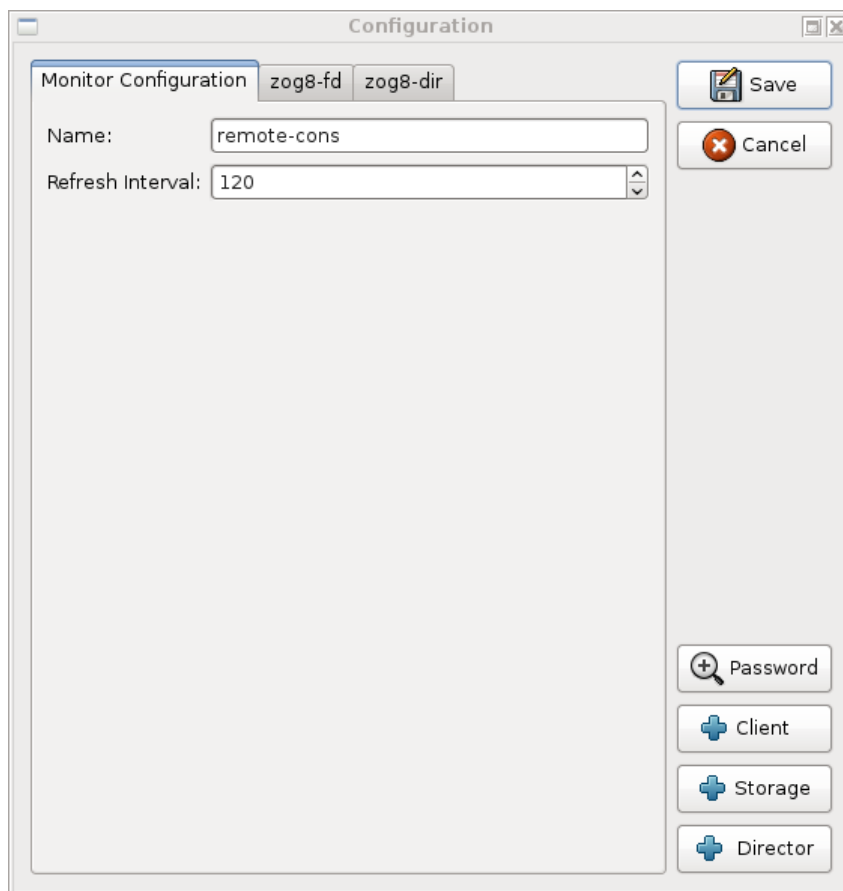 Configuration
Monitor Configuration zog8-fd zog8-dir
Save
Name: remote-cons
Cancel
Refresh Interval: 120
Password
Client
Storage
Director